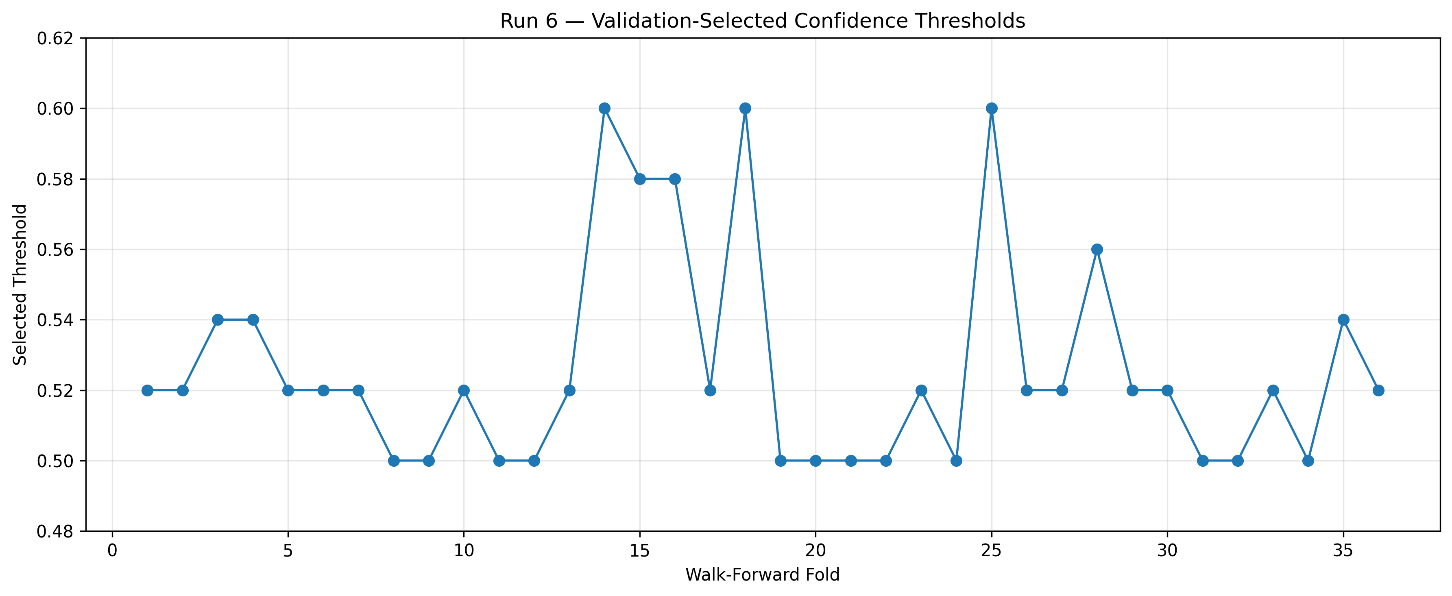 Run 6 — Validation-Selected Confidence Thresholds
0.62
0.60
0.58
0.56
0.54
0.52
0.50
0.48
Selected Threshold
0 5 10 15 20 25 30 35
Walk-Forward Fold